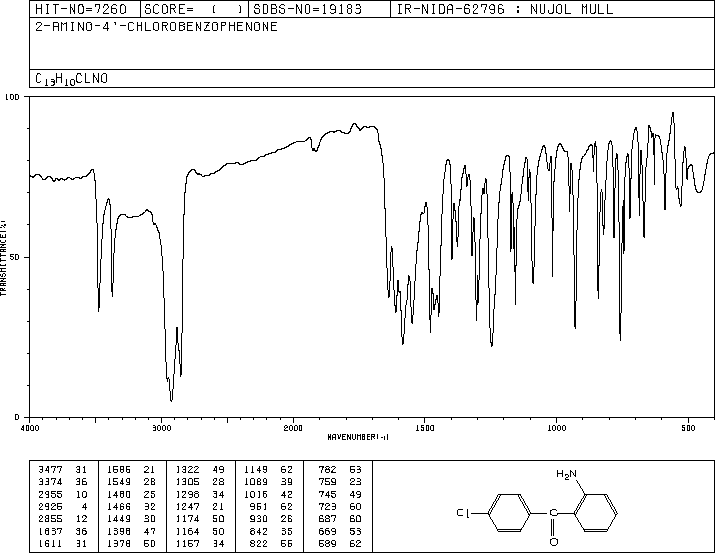 HIT-NO=7260 SCORE= ( ) SDBS-NO=19183 IR-NIDA-62796 : NUJOL MULL
2-AMINO-4'-CHLOROBENZOPHENONE
C13H10CLNO
100
TRANSMITTANCE(%)
50
0
4000 3000 2000 1500 1000 500
WAVENUMBER(-1)
3477 31 1586 21 1322 49 1149 62 782 53
3374 36 1549 28 1305 28 1089 39 759 23
2955 10 1480 25 1298 34 1016 42 745 49
2925 4 1466 32 1247 21 951 62 723 60
2855 12 1449 30 1174 50 930 26 687 60
1637 36 1398 47 1164 50 842 35 669 53
1611 31 1378 50 1157 34 822 55 589 62
H2N
Cl
C
O